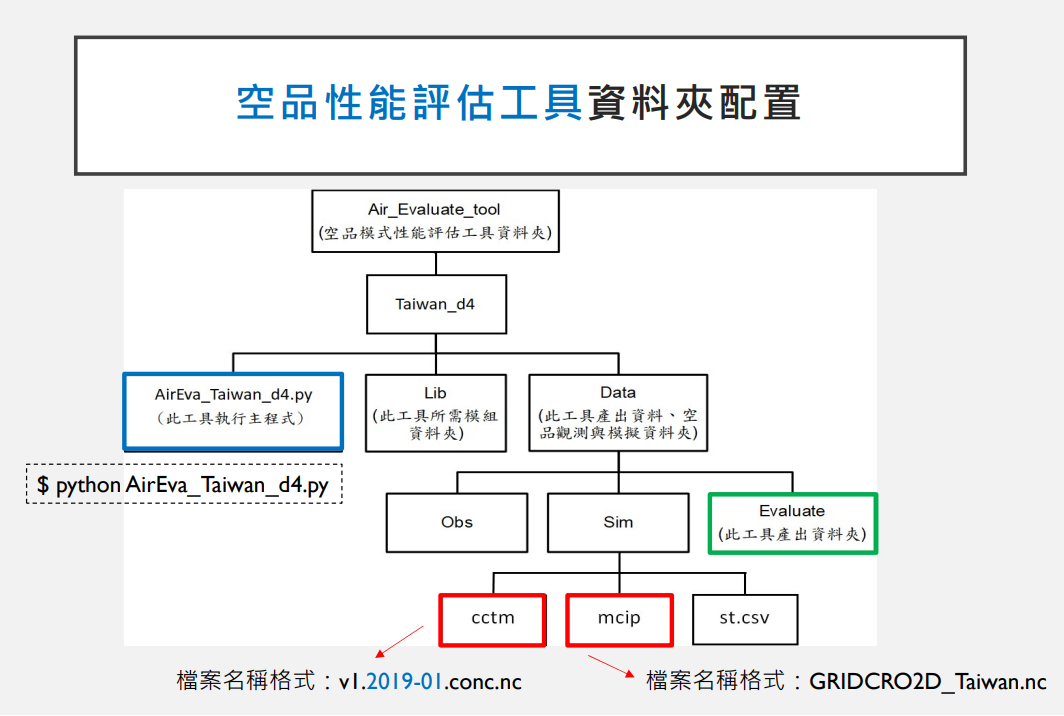 空品性能評估工具資料夾配置
Air_Evaluate_tool
(空品模式性能評估工具資料夾)
Taiwan_d4
AirEva_Taiwan_d4.py
（此工具執行主程式）
Lib
(此工具所需模組
資料夾)
Data
(此工具產出資料、空
品觀測與模擬資料夾)
$ python AirEva_Taiwan_d4.py
Obs
Sim
Evaluate
(此工具產出資料夾)
cctm
mcip
st.csv
檔案名稱格式：v1.2019-01.conc.nc
檔案名稱格式：GRIDCRO2D_Taiwan.nc